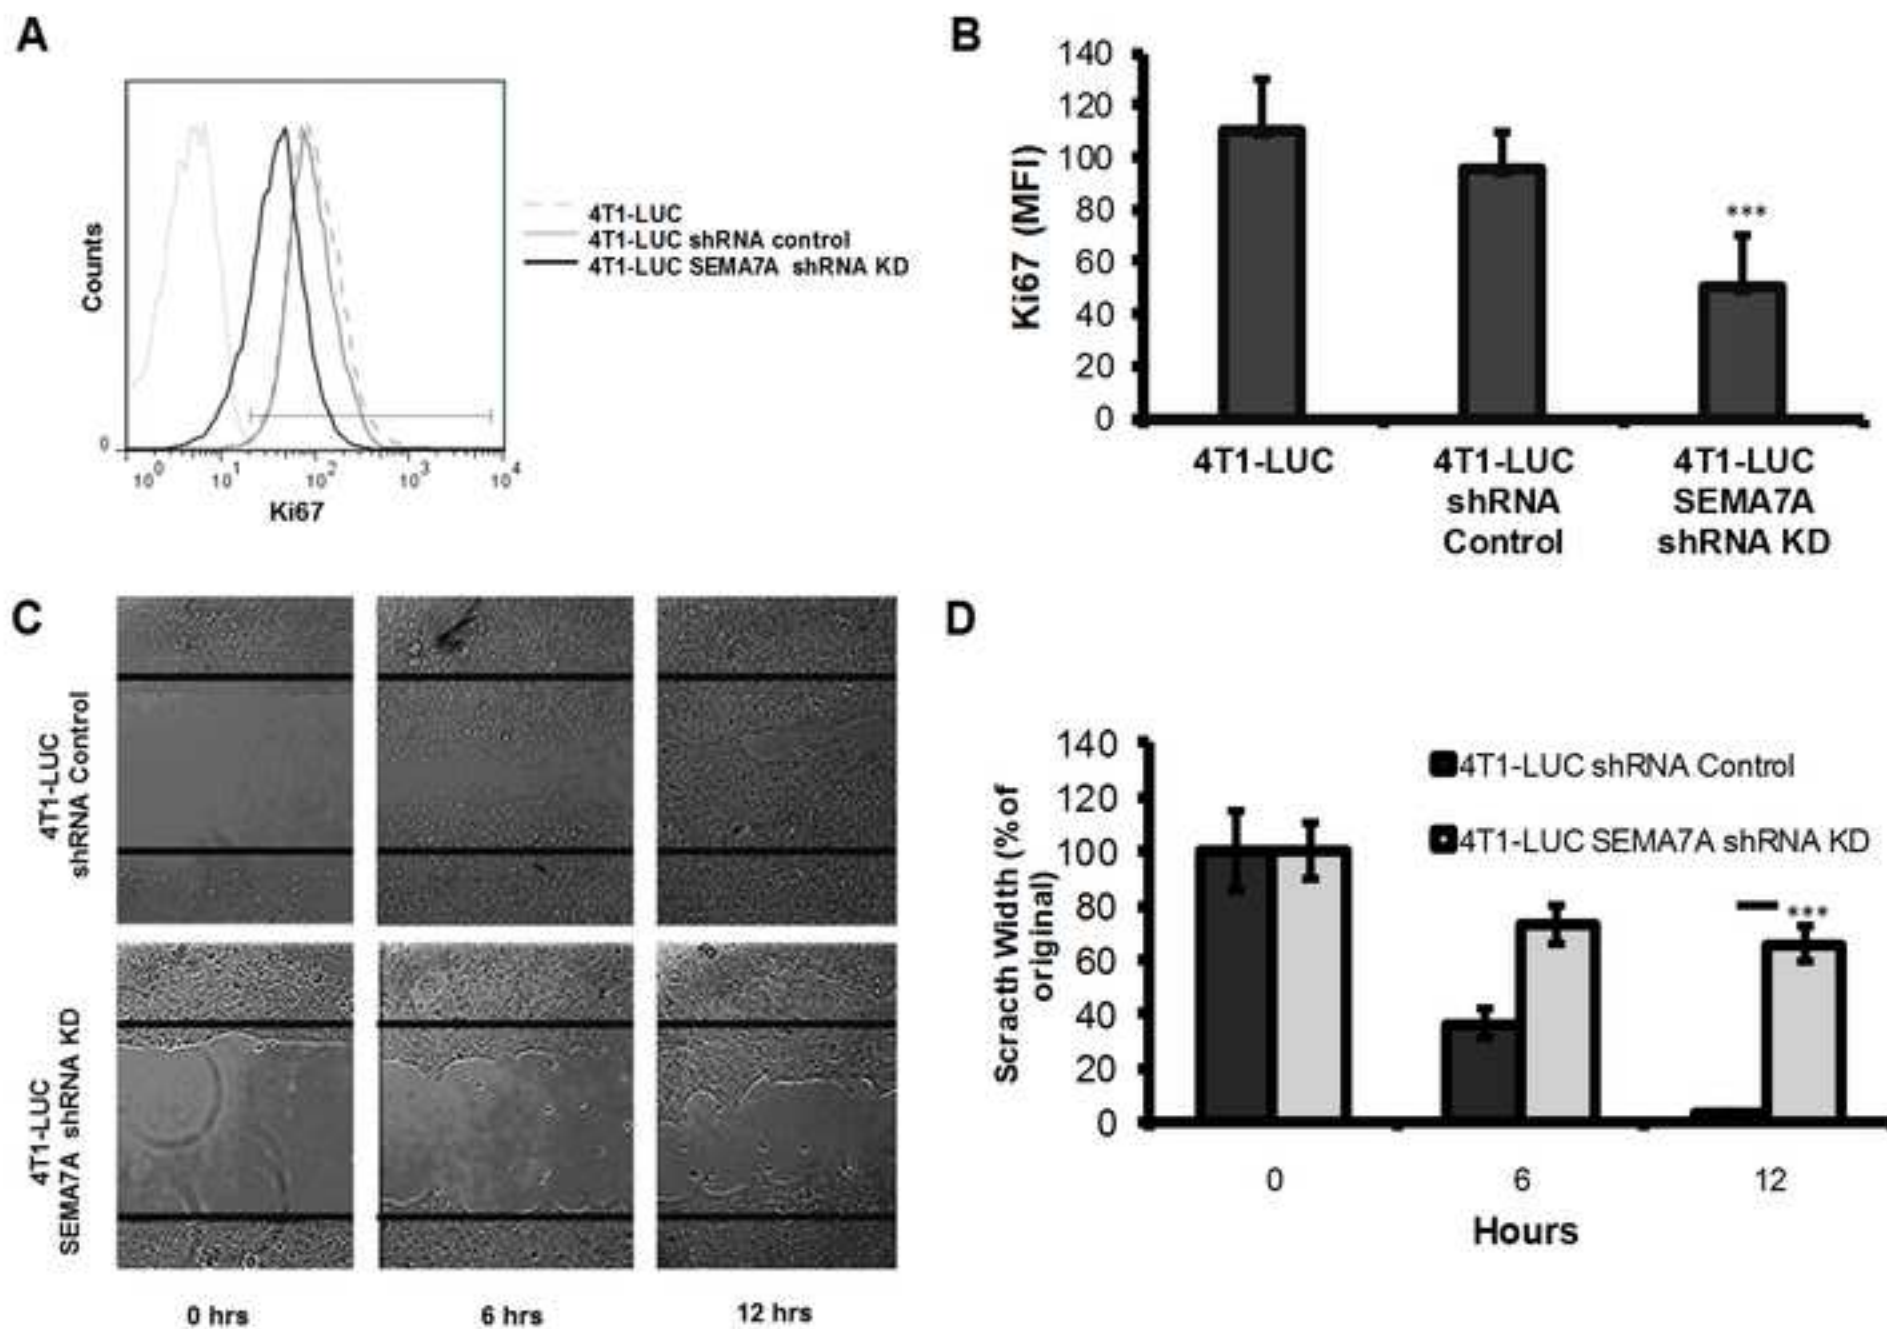 A
Counts
0
10^0 10^1 10^2 10^3 10^4
Ki67
4T1-LUC
4T1-LUC shRNA control
4T1-LUC SEMA7A shRNA KD
B
Ki67 (MFI)
140
120
100
80
60
40
20
0
***
4T1-LUC
4T1-LUC
shRNA
Control
4T1-LUC
SEMA7A
shRNA KD
C
4T1-LUC
shRNA Control
4T1-LUC
SEMA7A shRNA KD
0 hrs
6 hrs
12 hrs
D
Scracth Width (% of
original)
140
120
100
80
60
40
20
0
4T1-LUC shRNA Control
4T1-LUC SEMA7A shRNA KD
***
0
6
12
Hours